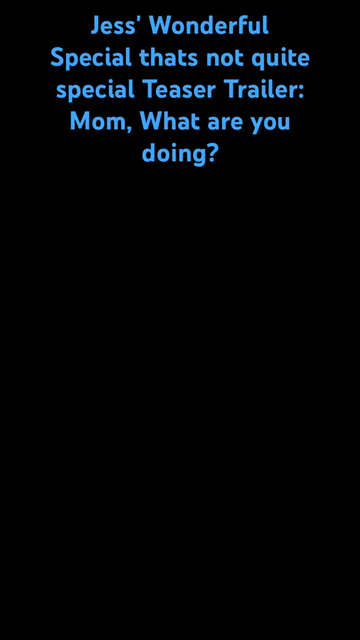 Jess' Wonderful
Special thats not quite
special Teaser Trailer:
Mom, What are you
doing?